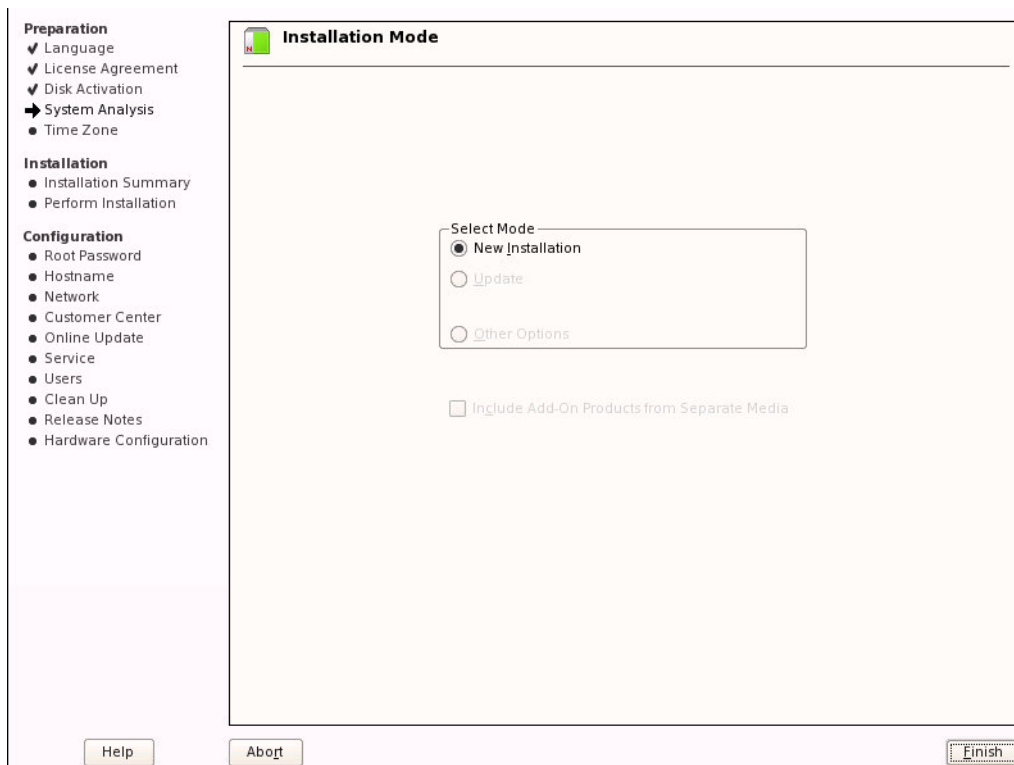 Preparation
Language
License Agreement
Disk Activation
System Analysis
Time Zone
Installation
Installation Summary
Perform Installation
Configuration
Root Password
Hostname
Network
Customer Center
Online Update
Service
Users
Clean Up
Release Notes
Hardware Configuration
N
Installation Mode
Select Mode
New Installation
Update
Other Options
Include Add-On Products from Separate Media
Help
Abort
Finish